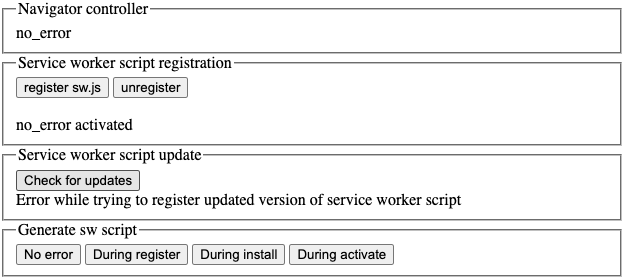 Navigator controller
no_error
Service worker script registration
register sw.js unregister
no_error activated
Service worker script update
Check for updates
Error while trying to register updated version of service worker script
Generate sw script
No error During register During install During activate